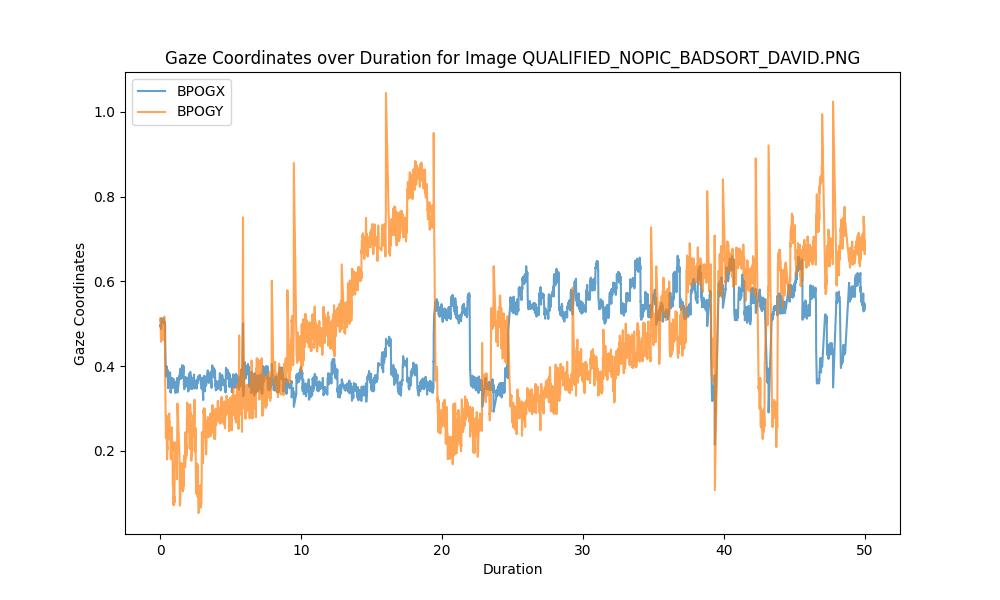 Gaze Coordinates over Duration for Image QUALIFIED_NOPIC_BADSORT_DAVID.PNG
BPOGX
BPOGY
Gaze Coordinates
1.0
0.8
0.6
0.4
0.2
0 10 20 30 40 50
Duration